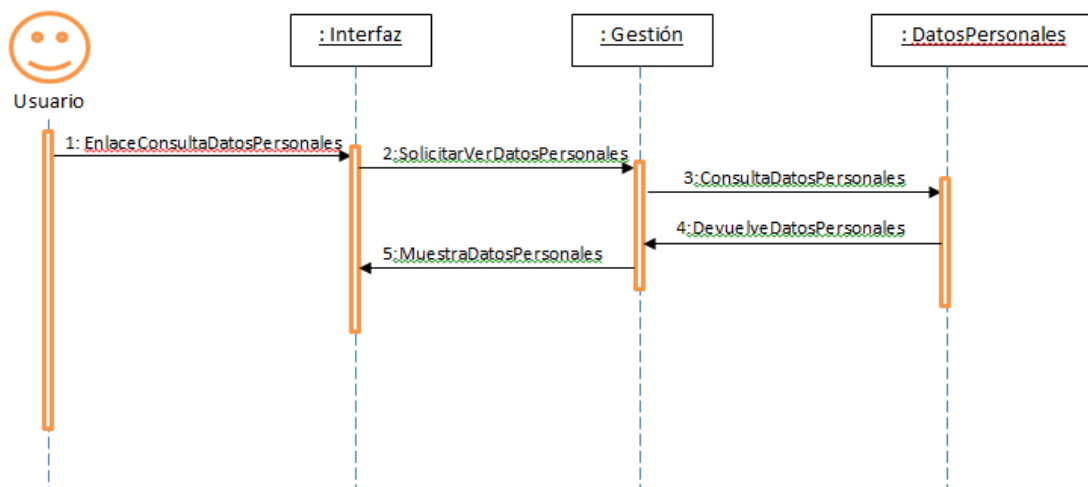 : Interfaz
: Gestión
: DatosPersonales
Usuario
1: EnlaceConsultaDatosPersonales
2:SolicitarVerDatosPersonales
3:ConsultaDatosPersonales
4:DevuelveDatosPersonales
5:MuestraDatosPersonales